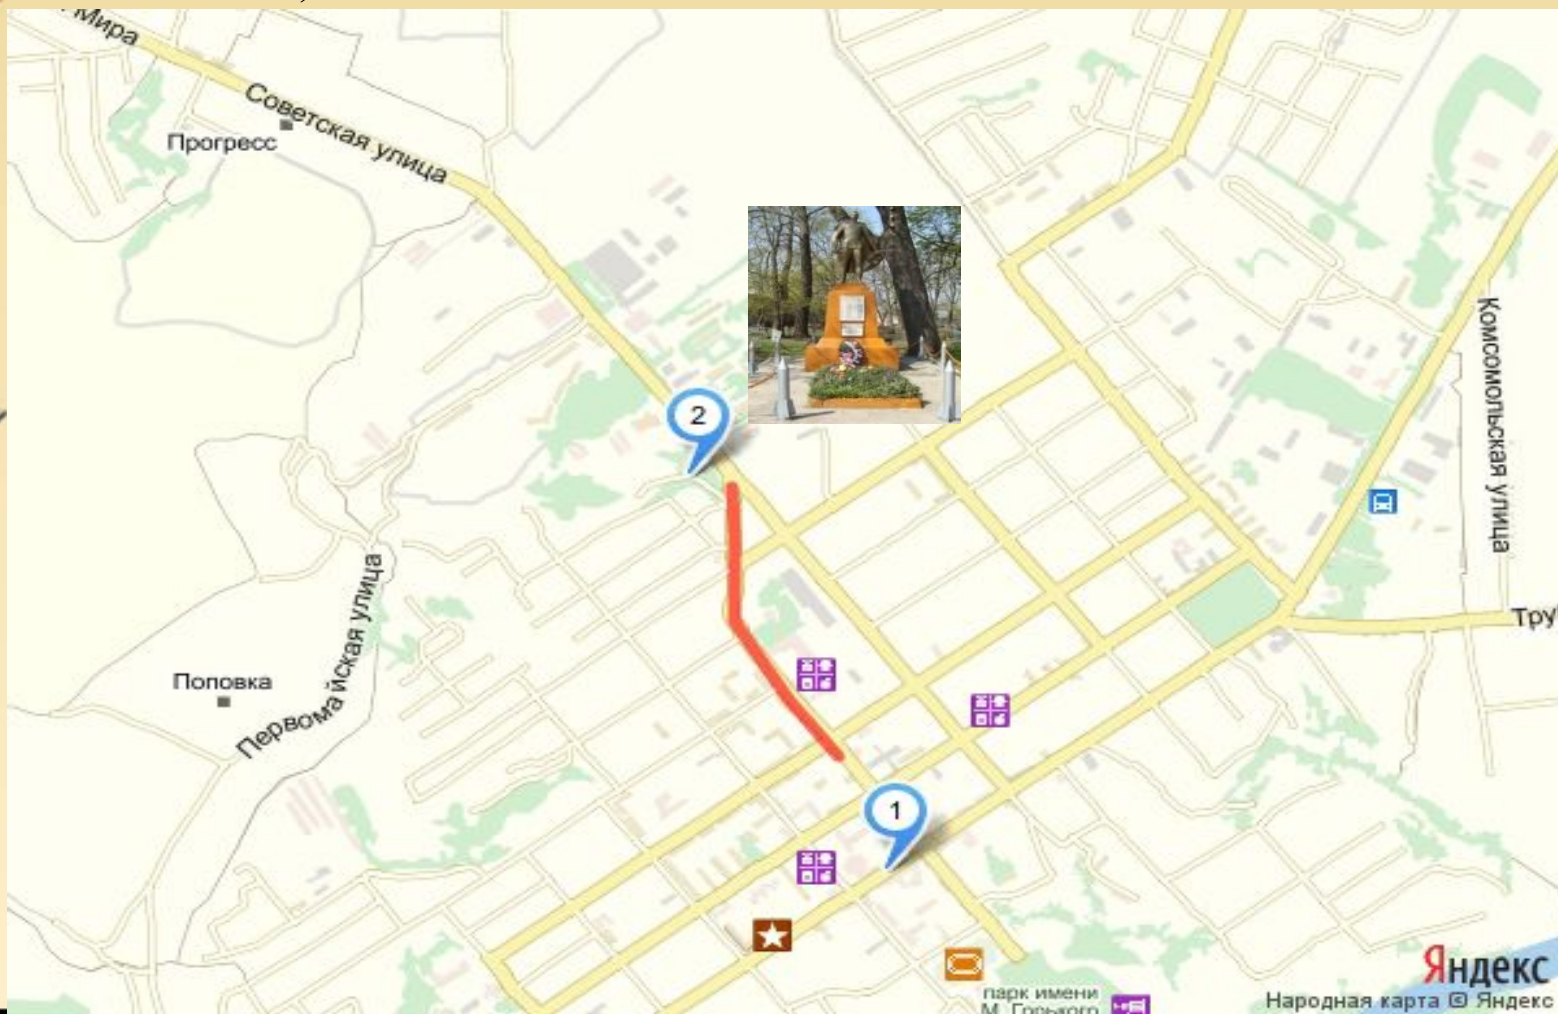 Мира
Советская улица
Прогресс
2
Комсомольская улица
Тру
Поповка
Первомайская улица
1
парк имени
М. Горького
Яндекс
Народная карта © Яндекс